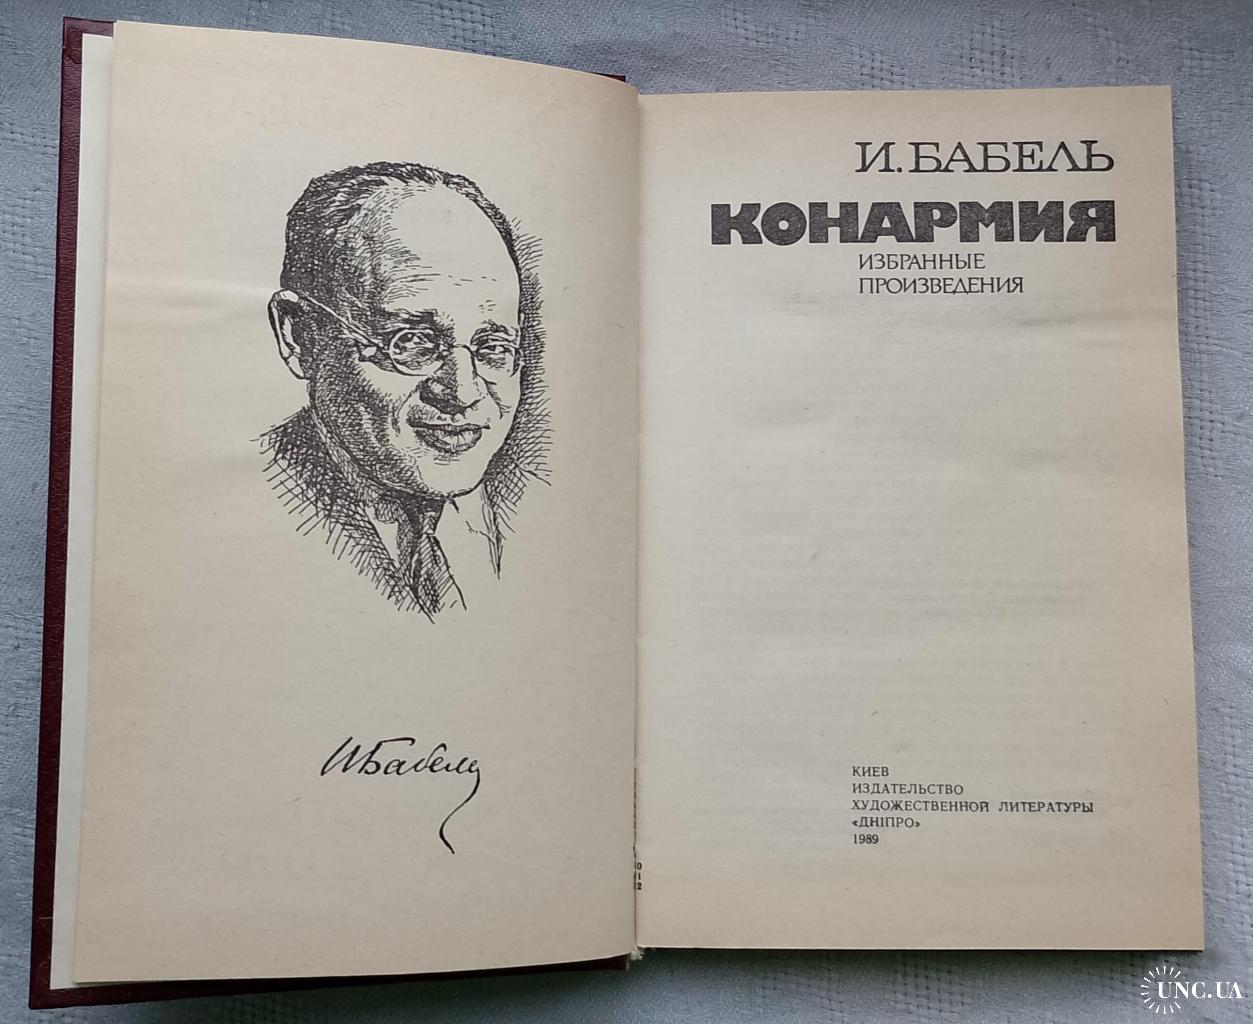 И.Бабель
И. БАБЕЛЬ
КОНАРМИЯ
ИЗБРАННЫЕ
ПРОИЗВЕДЕНИЯ
КИЕВ
ИЗДАТЕЛЬСТВО
ХУДОЖЕСТВЕННОЙ ЛИТЕРАТУРЫ
«ДНІПРО»
1989
UNC.UA